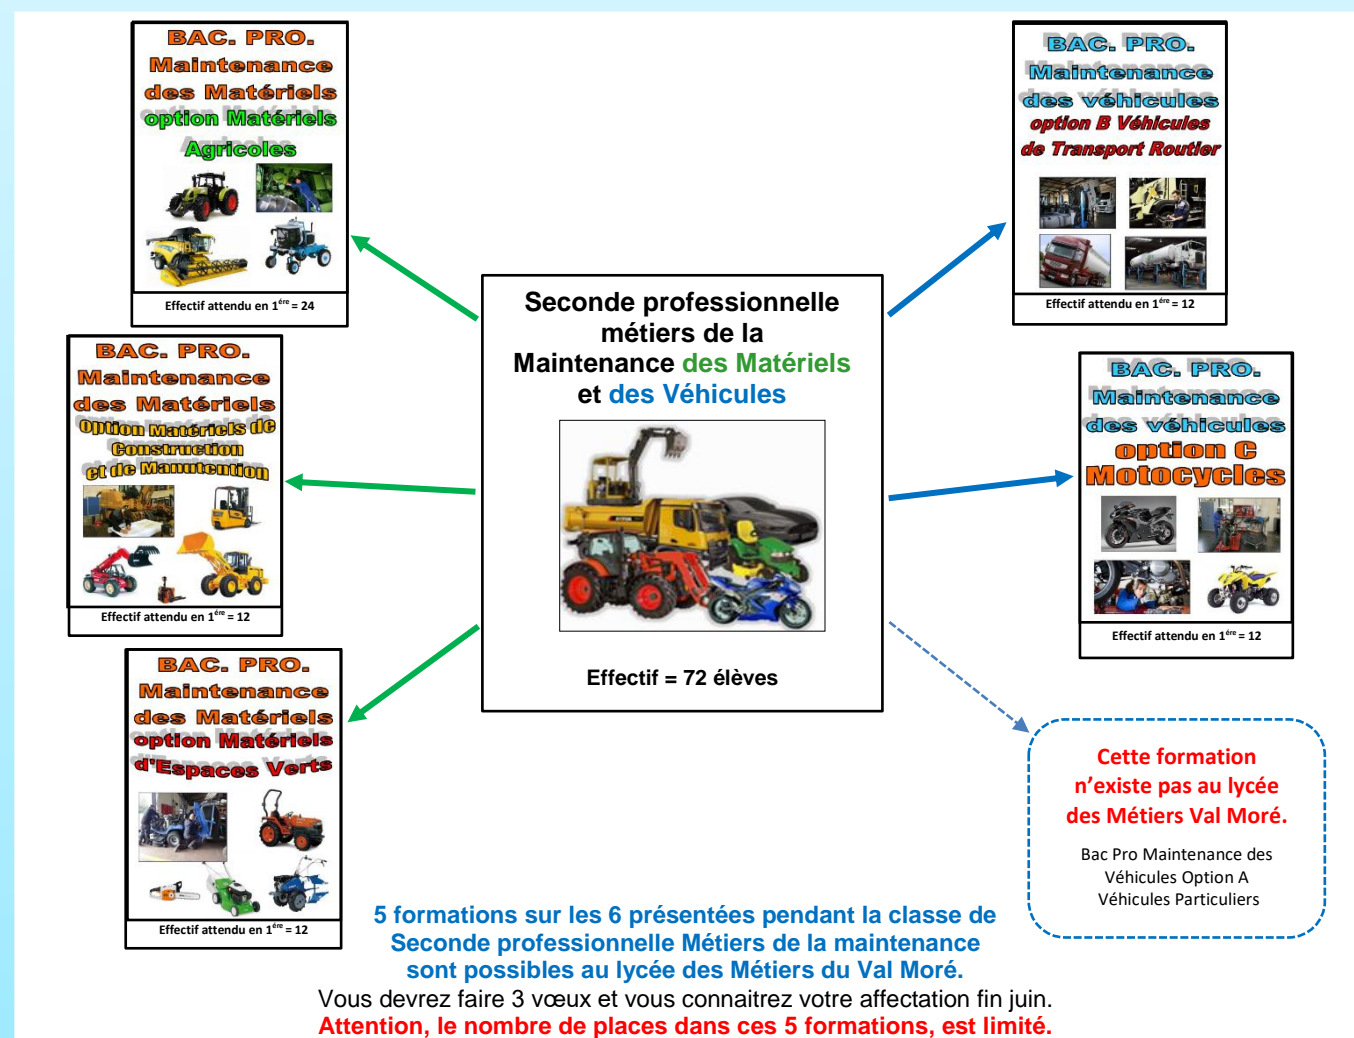 BAC. PRO.
Maintenance
des Matériels
option Matériels
Agricoles
Effectif attendu en 1ère = 24
BAC. PRO.
Maintenance
des Matériels
Option Matériels de
Construction
et de Manutention
Effectif attendu en 1ère = 12
BAC. PRO.
Maintenance
des Matériels
option Matériels
d'Espaces Verts
Effectif attendu en 1ère = 12
Seconde professionnelle
métiers de la
Maintenance des Matériels
et des Véhicules
Effectif = 72 élèves
BAC. PRO.
Maintenance
des véhicules
option B Véhicules
de Transport Routier
Effectif attendu en 1ère = 12
BAC. PRO.
Maintenance
des véhicules
option C
Motocycles
Effectif attendu en 1ère = 12
Cette formation
n'existe pas au lycée
des Métiers Val Moré.
Bac Pro Maintenance des
Véhicules Option A
Véhicules Particuliers
5 formations sur les 6 présentées pendant la classe de
Seconde professionnelle Métiers de la maintenance
sont possibles au lycée des Métiers du Val Moré.
Vous devrez faire 3 vœux et vous connaitrez votre affectation fin juin.
Attention, le nombre de places dans ces 5 formations, est limité.